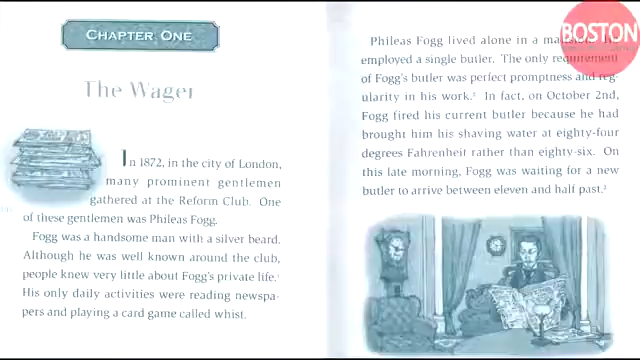 CHAPTER ONE
The Wager
In 1872, in the city of London,
many prominent gentlemen
gathered at the Reform Club. One
of these gentlemen was Phileas Fogg.
Fogg was a handsome man with a silver beard.
Although he was well known around the club,
people knew very little about Fogg's private life.¹
His only daily activities were reading newspa-
pers and playing a card game called whist.
Phileas Fogg lived alone in a
employed a single butler. The only requirement
of Fogg's butler was perfect promptness and reg-
ularity in his work.² In fact, on October 2nd,
Fogg fired his current butler because he had
brought him his shaving water at eighty-four
degrees Fahrenheit rather than eighty-six. On
this late morning, Fogg was waiting for a new
butler to arrive between eleven and half past.³
BOSTON